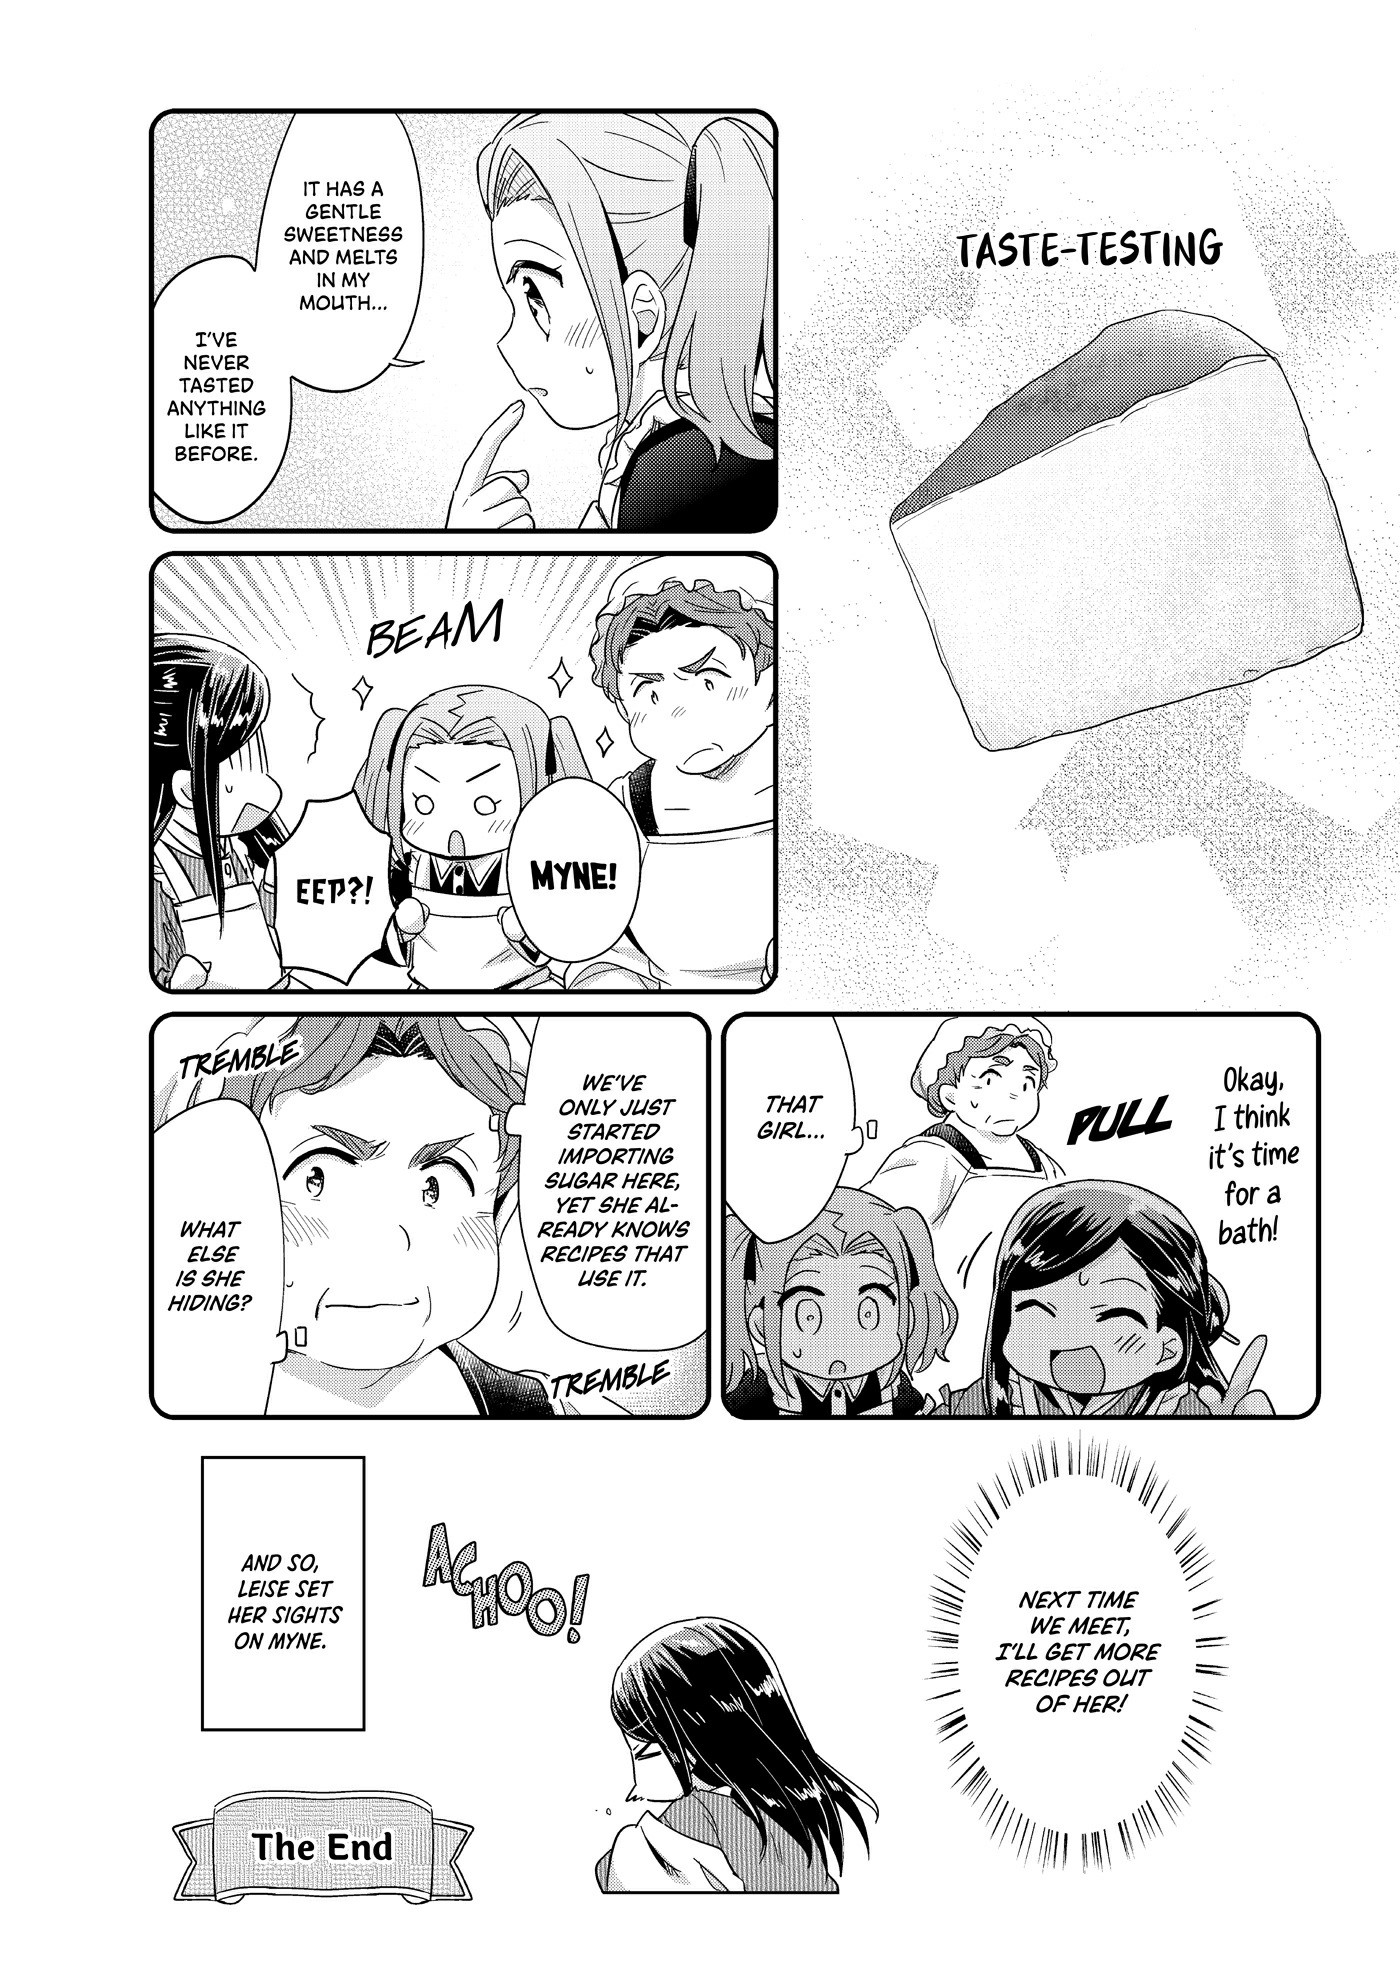 TASTE-TESTING
IT HAS A
GENTLE
SWEETNESS
AND MELTS
IN MY
MOUTH...
I'VE
NEVER
TASTED
ANYTHING
LIKE IT
BEFORE.
BEAM
MYNE!
EEP?!
Okay,
I think
it's time
for a
bath!
PULL
THAT
GIRL...
WE'VE
ONLY JUST
STARTED
IMPORTING
SUGAR HERE,
YET SHE AL-
READY KNOWS
RECIPES THAT
USE IT.
TREMBLE
WHAT
ELSE
IS SHE
HIDING?
TREMBLE
NEXT TIME
WE MEET,
I'LL GET MORE
RECIPES OUT
OF HER!
ACHOO!
AND SO,
LEISE SET
HER SIGHTS
ON MYNE.
The End